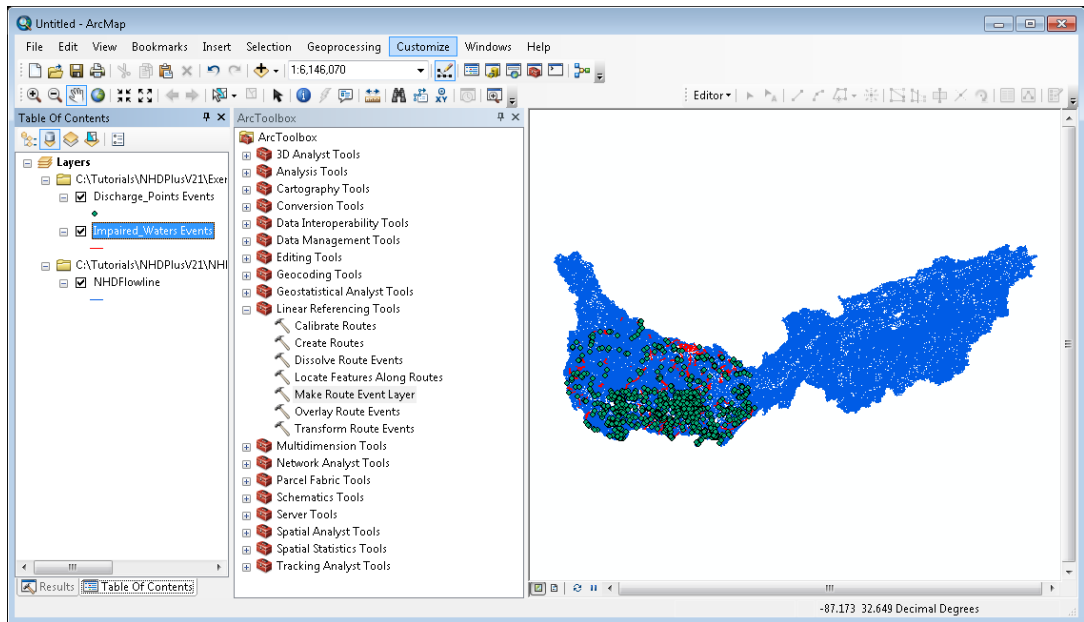 Untitled - ArcMap
File Edit View Bookmarks Insert Selection Geoprocessing Customize Windows Help
1:6,146,070
Editor
Table Of Contents
Layers
C:\Tutorials\NHDPlusV21\Exer
Discharge_Points Events
Impaired_Waters Events
C:\Tutorials\NHDPlusV21\NHI
NHDFlowline
Results Table Of Contents
ArcToolbox
ArcToolbox
3D Analyst Tools
Analysis Tools
Cartography Tools
Conversion Tools
Data Interoperability Tools
Data Management Tools
Editing Tools
Geocoding Tools
Geostatistical Analyst Tools
Linear Referencing Tools
Calibrate Routes
Create Routes
Dissolve Route Events
Locate Features Along Routes
Make Route Event Layer
Overlay Route Events
Transform Route Events
Multidimension Tools
Network Analyst Tools
Parcel Fabric Tools
Schematics Tools
Server Tools
Spatial Analyst Tools
Spatial Statistics Tools
Tracking Analyst Tools
-87.173 32.649 Decimal Degrees